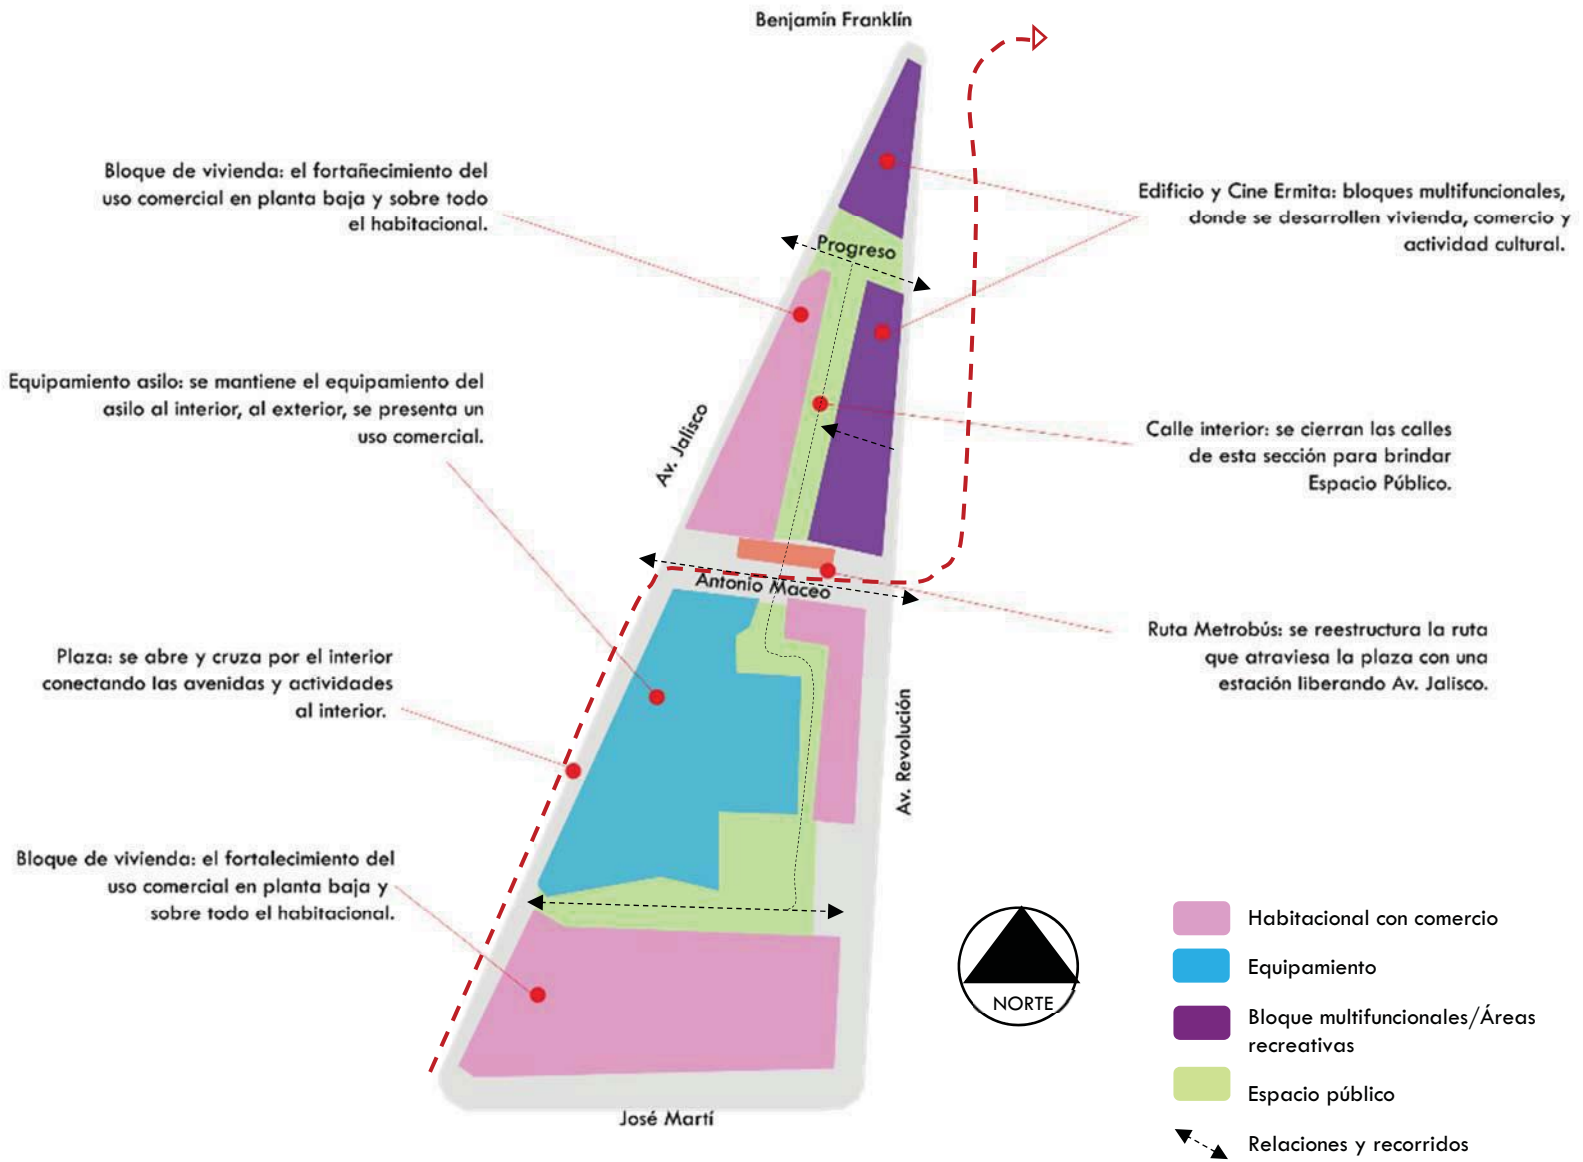 Benjamín Franklín
Bloque de vivienda: el fortañecimiento del
uso comercial en planta baja y sobre todo
el habitacional.
Edificio y Cine Ermita: bloques multifuncionales,
donde se desarrollen vivienda, comercio y
actividad cultural.
Progreso
Equipamiento asilo: se mantiene el equipamiento del
asilo al interior, al exterior, se presenta un
uso comercial.
Av. Jalisco
Calle interior: se cierran las calles
de esta sección para brindar
Espacio Público.
Antonio Maceo
Ruta Metrobús: se reestructura la ruta
que atraviesa la plaza con una
estación liberando Av. Jalisco.
Plaza: se abre y cruza por el interior
conectando las avenidas y actividades
al interior.
Av. Revolución
Bloque de vivienda: el fortalecimiento del
uso comercial en planta baja y
sobre todo el habitacional.
NORTE
José Martí
Habitacional con comercio
Equipamiento
Bloque multifuncionales/Áreas
recreativas
Espacio público
Relaciones y recorridos